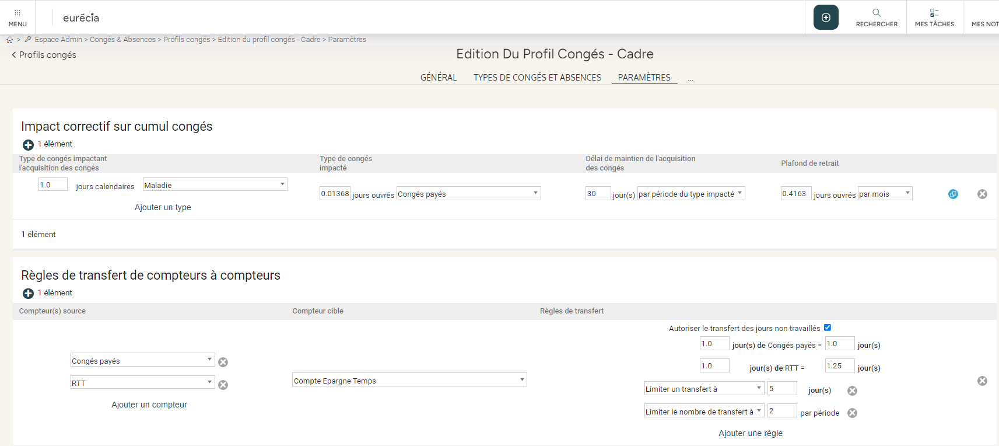 MENU
eurécia
RECHERCHER
MES TÂCHES
MES NOT
> Espace Admin > Congés & Absences > Profils congés > Edition du profil congés - Cadre > Paramètres
< Profils congés
Edition Du Profil Congés - Cadre
GÉNÉRAL TYPES DE CONGÉS ET ABSENCES PARAMÈTRES ...
Impact correctif sur cumul congés
1 élément
Type de congés impactant
l'acquisition des congés
Type de congés
impacté
Délai de maintien de l'acquisition
des congés
Plafond de retrait
1.0 jours calendaires Maladie
Ajouter un type
0.01368 jours ouvrés Congés payés
30 jour(s) par période du type impacté
0.4163 jours ouvrés par mois
1 élément
Règles de transfert de compteurs à compteurs
1 élément
Compteur(s) source Compteur cible Règles de transfert
Congés payés
RTT
Ajouter un compteur
Compte Epargne Temps
Autoriser le transfert des jours non travaillés
1.0 jour(s) de Congés payés = 1.0 jour(s)
1.0 jour(s) de RTT = 1.25 jour(s)
Limiter un transfert à 5 jour(s)
Limiter le nombre de transfert à 2 par période
Ajouter une règle